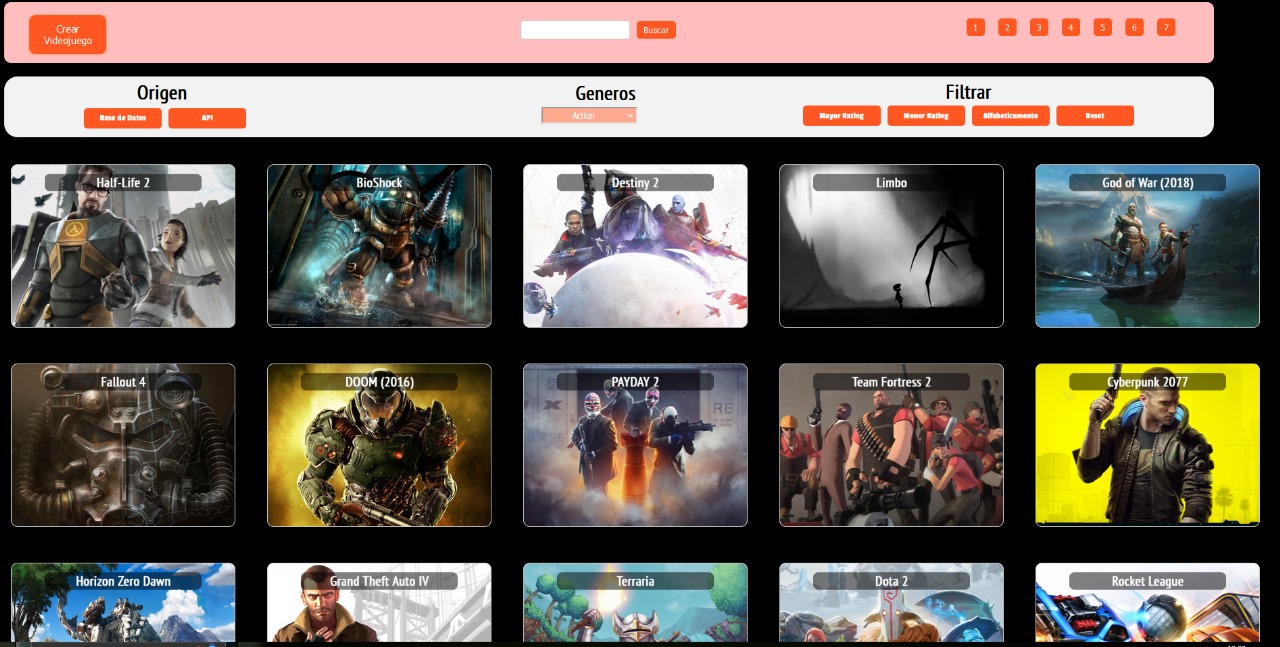 Crear
Videojuego
Buscar
1 2 3 4 5 6 7
Origen
Base de Datos API
Generos
Action
Filtrar
Mayor Rating Menor Rating Alfabeticamento Reset
Half-Life 2
BioShock
Destiny 2
Limbo
God of War (2018)
Fallout 4
DOOM (2016)
PAYDAY 2
RB
Team Fortress 2
Cyberpunk 2077
Horizon Zero Dawn
Grand Theft Auto IV
Terraria
Dota 2
Rocket League